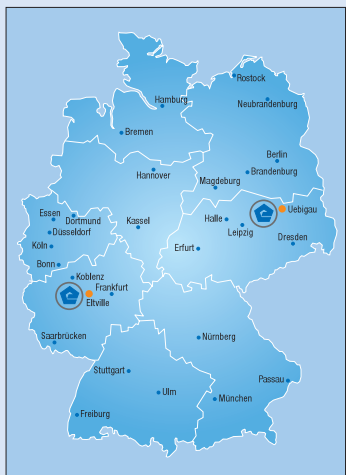 Rostock
Hamburg
Neubrandenburg
Bremen
Berlin
Hannover
Brandenburg
Magdeburg
Essen
Dortmund
Düsseldorf
Kassel
Halle
Uebigau
Leipzig
Köln
Dresden
Erfurt
Bonn
Koblenz
Frankfurt
Eltville
Saarbrücken
Nürnberg
Stuttgart
Passau
Ulm
München
Freiburg